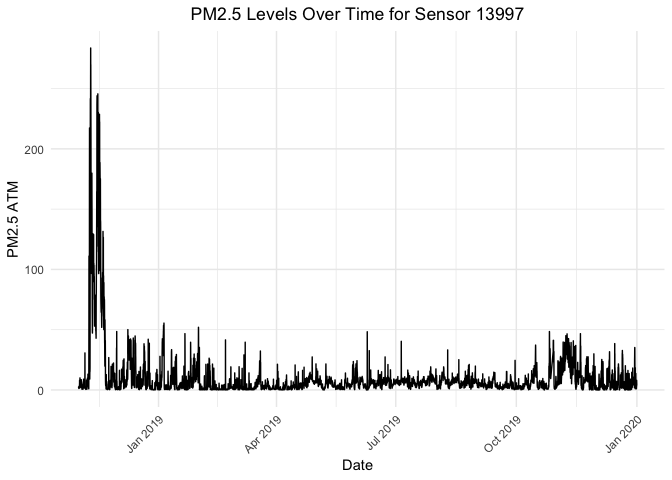 PM2.5 Levels Over Time for Sensor 13997
PM2.5 ATM
200
100
0
Jan 2019
Apr 2019
Jul 2019
Oct 2019
Jan 2020
Date